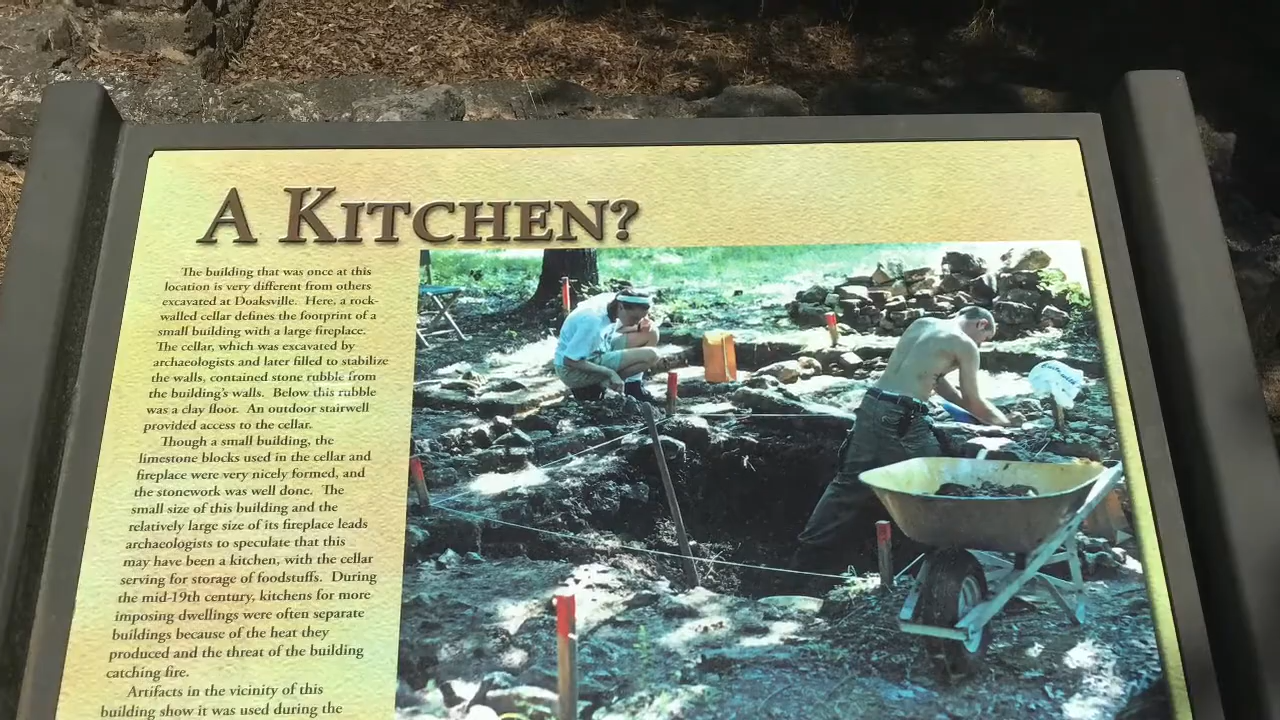 A KITCHEN?
The building that was once at this
location is very different from others
excavated at Doaksville. Here, a rock-
walled cellar defines the footprint of a
small building with a large fireplace.
The cellar, which was excavated by
archaeologists and later filled to stabilize
the walls, contained stone rubble from
the building's walls. Below this rubble
was a clay floor. An outdoor stairwell
provided access to the cellar.
Though a small building, the
limestone blocks used in the cellar and
fireplace were very nicely formed, and
the stonework was well done. The
small size of this building and the
relatively large size of its fireplace leads
archaeologists to speculate that this
may have been a kitchen, with the cellar
serving for storage of foodstuffs. During
the mid-19th century, kitchens for more
imposing dwellings were often separate
buildings because of the heat they
produced and the threat of the building
catching fire.
Artifacts in the vicinity of this
building show it was used during the